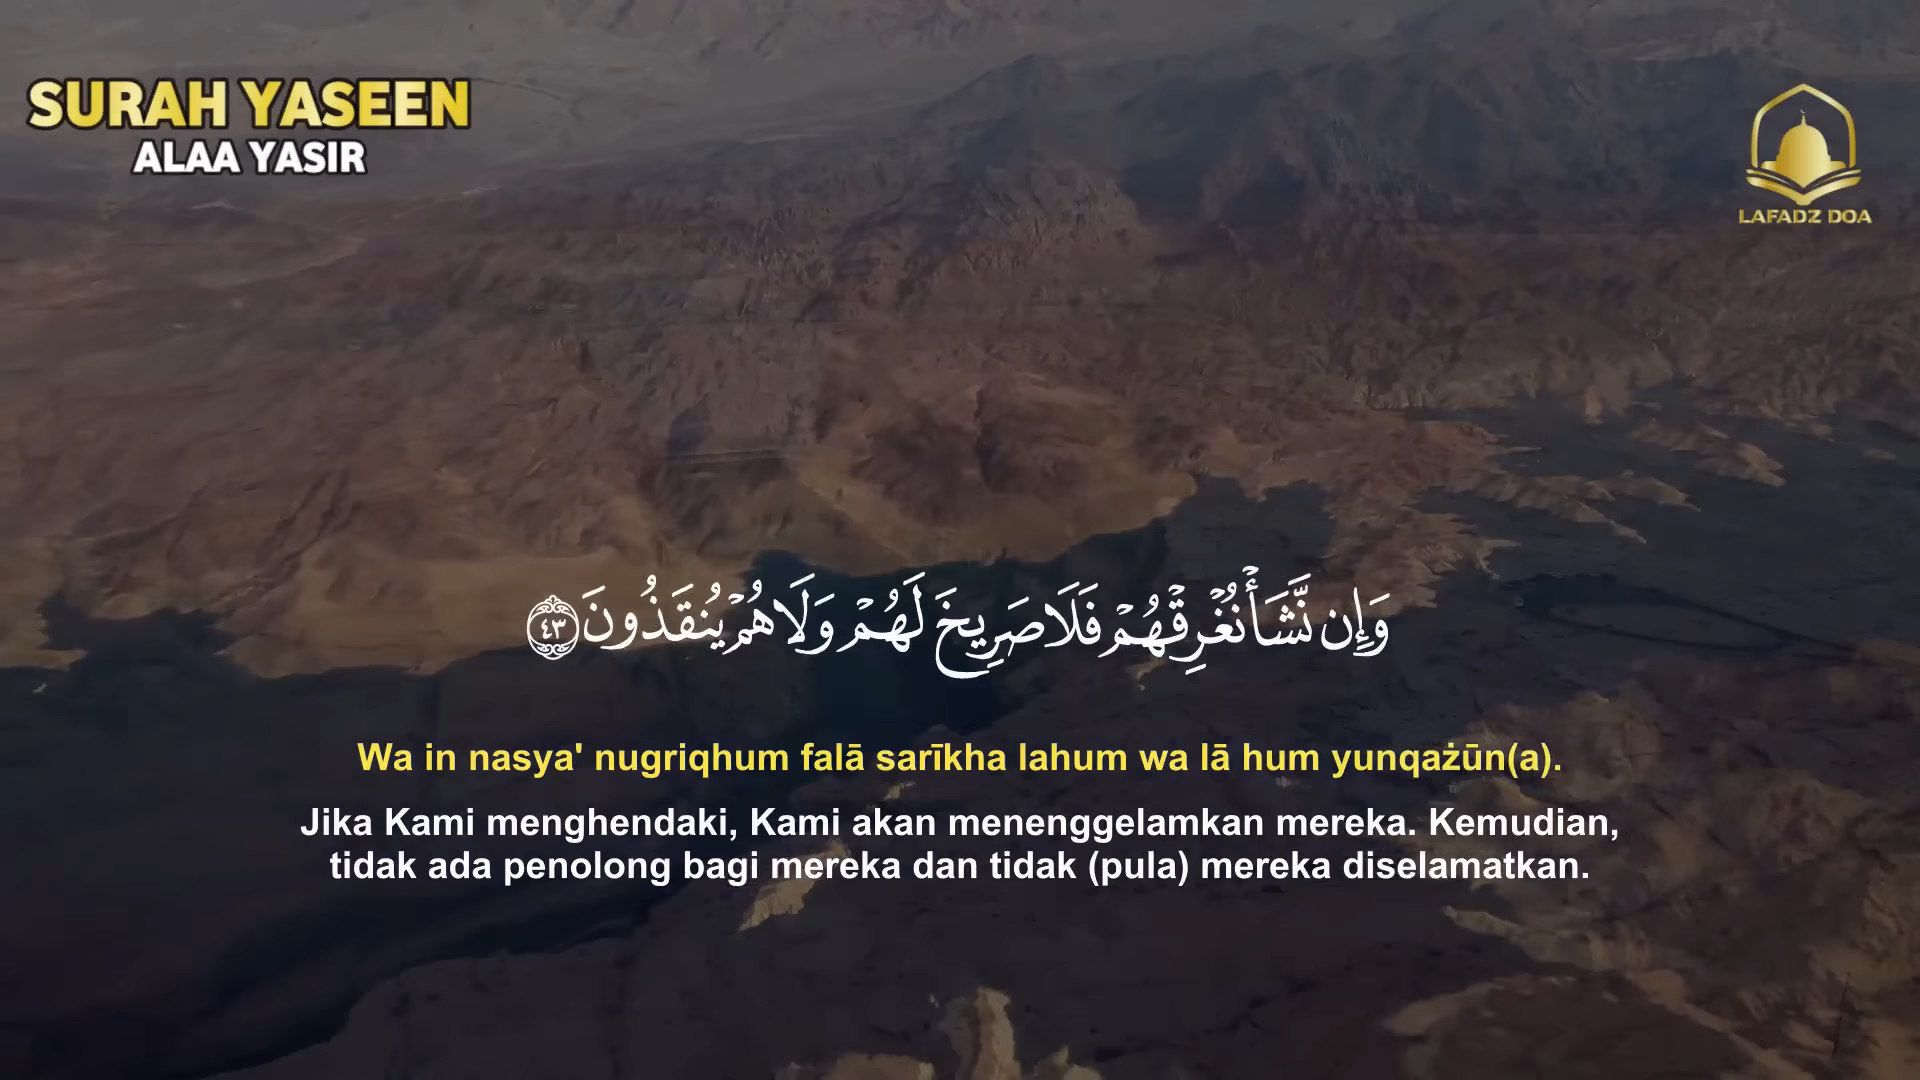 SURAH YASEEN
ALAA YASIR
LAFADZ DOA
وَإِن نَّشَأْ نُغْرِقْهُمْ فَلَا صَرِيخَ لَهُمْ وَلَا هُمْ يُنقَذُونَ ٤٣
Wa in nasya' nugriqhum falā sarīkha lahum wa lā hum yunqażūn(a).
Jika Kami menghendaki, Kami akan menenggelamkan mereka. Kemudian,
tidak ada penolong bagi mereka dan tidak (pula) mereka diselamatkan.